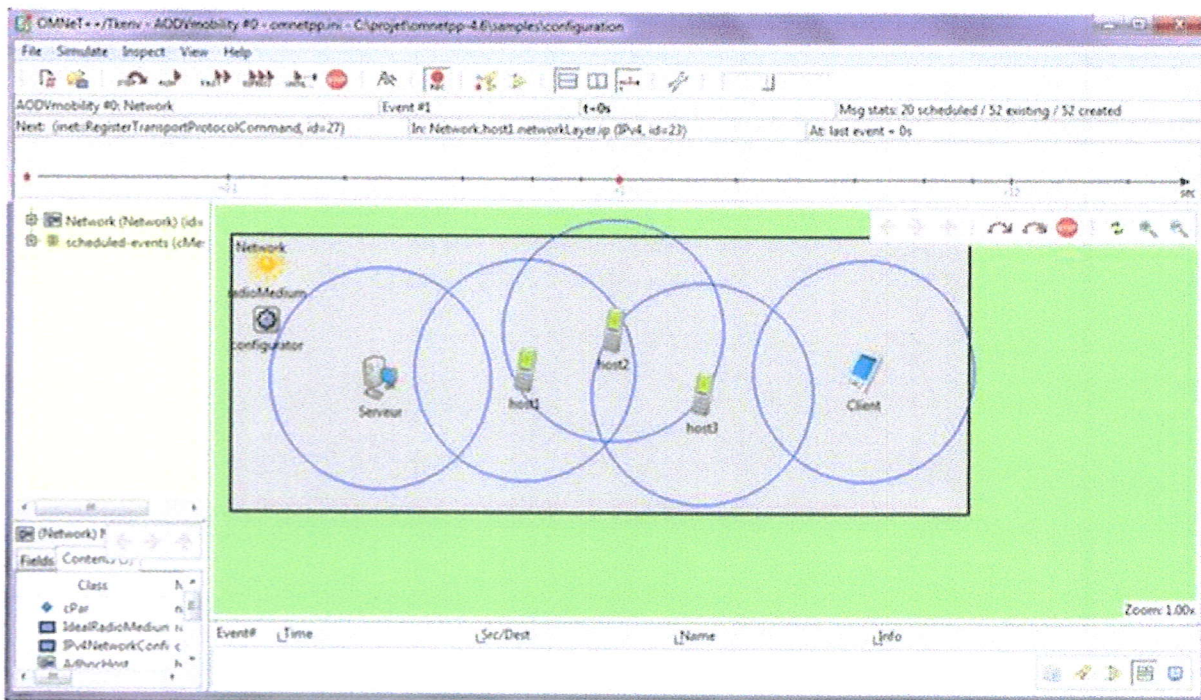 OMNeT++/Tkenv - AODVmobility #0 - omnetpp.ini - C:\projet\omnetpp-4.6\samples\configuration
File Simulate Inspect View Help
STOP
AODVmobility #0: Network Event #1 t=0s Msg stats: 20 scheduled / 52 existing / 52 created
Next: (inet::RegisterTransportProtocolCommand, id=27) In: Network.host1.networkLayer.ip (IPv4, id=23) At: last event + 0s
sec
Network (Network) (id=
scheduled-events (cMe
Network
radioMedium
configurator
Serveur
host1
host2
host3
Client
(Network) N
Fields Contents
Class N
cPar n
IdealRadioMedium
IPv4NetworkConfi c
AdhocHost h
Zoom: 1.00x
Event# Time Src/Dest Name Info